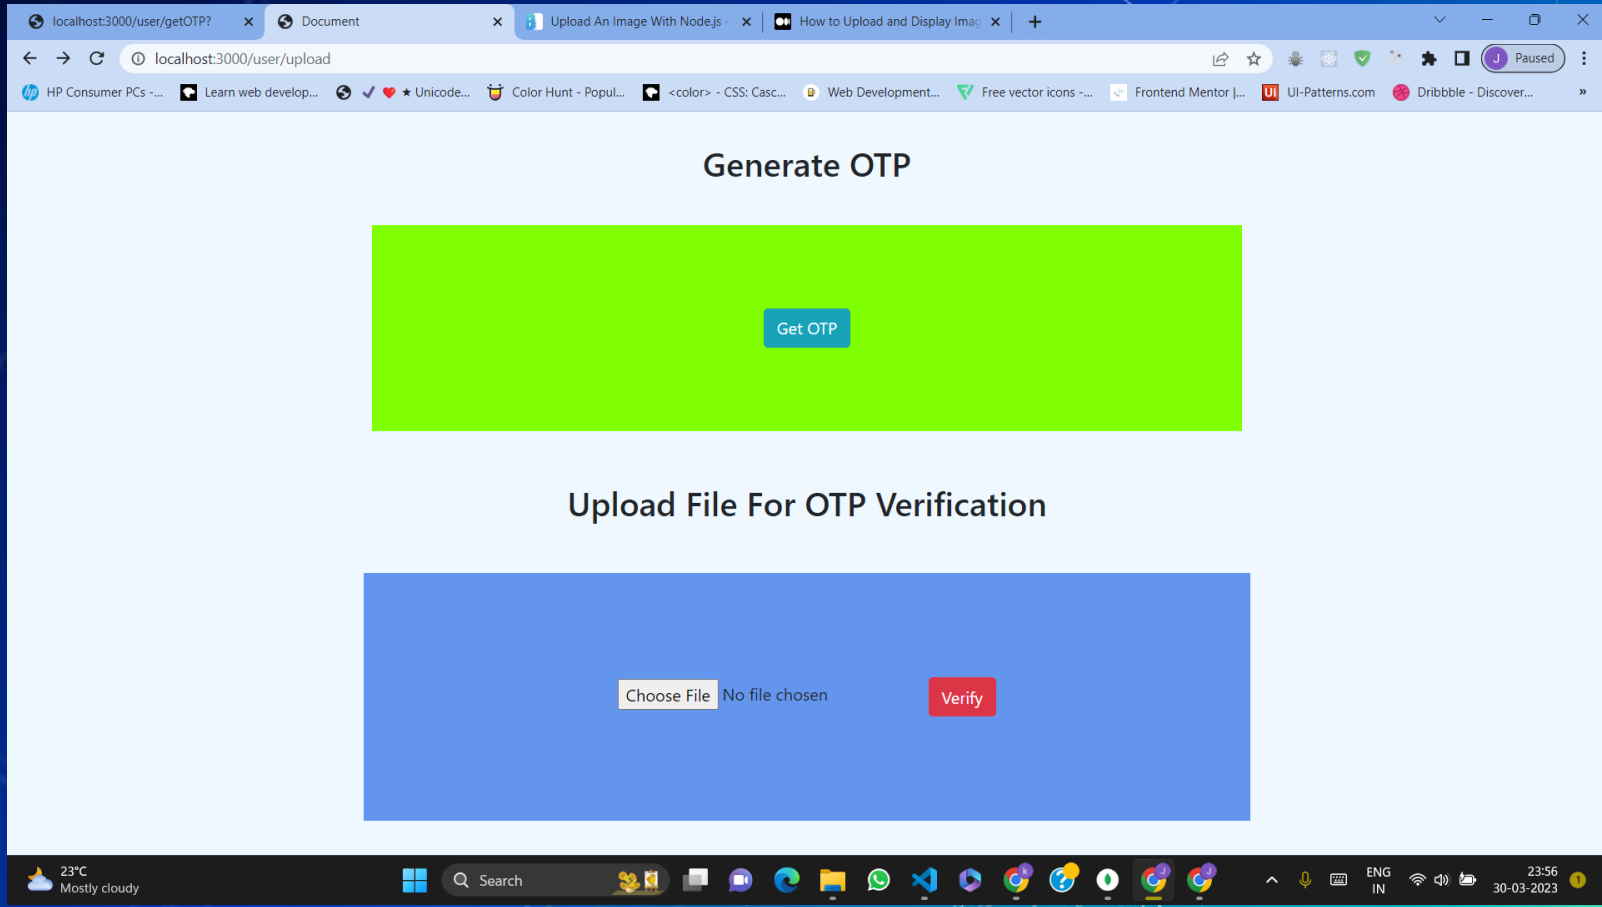 localhost:3000/user/getOTP?
Document
Upload An Image With Node.js -
How to Upload and Display Imag
localhost:3000/user/upload
J Paused
HP Consumer PCs -...
Learn web develop...
★ Unicode...
Color Hunt - Popul...
<color> - CSS: Casc...
Web Development...
Free vector icons -...
Frontend Mentor |...
UI UI-Patterns.com
Dribbble - Discover...
»
Generate OTP
Get OTP
Upload File For OTP Verification
Choose File No file chosen
Verify
23°C
Mostly cloudy
Search
ENG
IN
23:56
30-03-2023
1